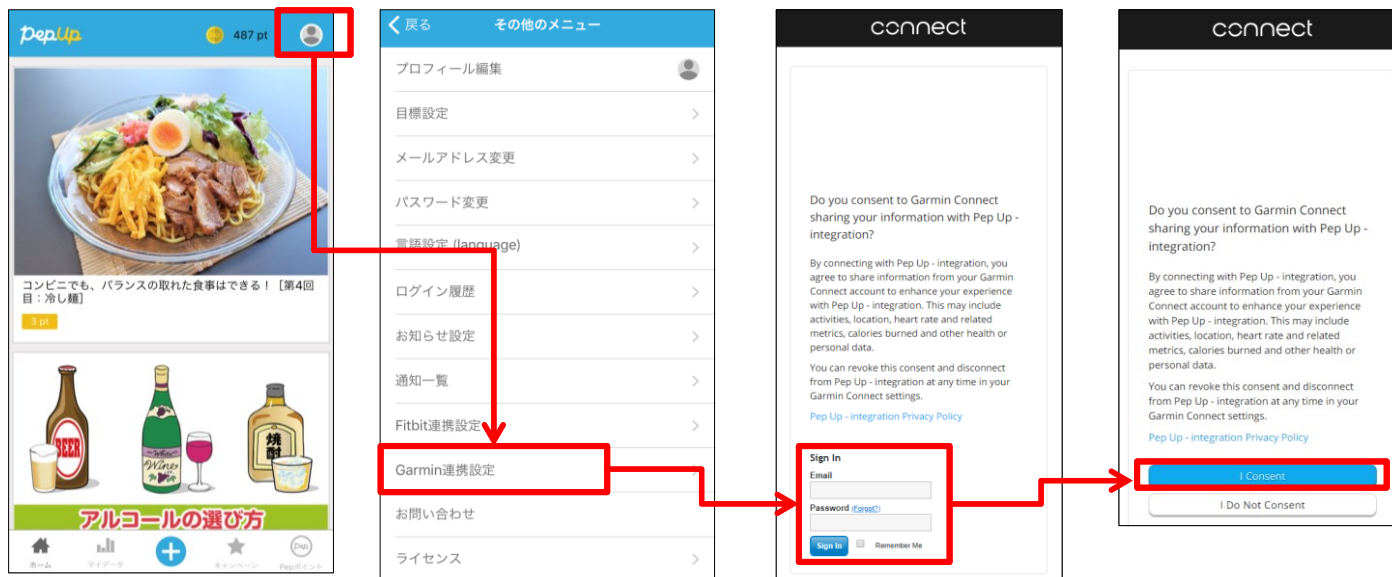 PepUp
487 pt
コンビニでも、バランスの取れた食事はできる！［第4回
目：冷し麺］
3 pt
BEER
White
Wine
焼
酎
アルコールの選び方
ホーム
マイデータ
キャンペーン
Pep
Pepポイント
戻る
その他のメニュー
プロフィール編集
目標設定
メールアドレス変更
パスワード変更
言語設定 (language)
ログイン履歴
お知らせ設定
通知一覧
Fitbit連携設定
Garmin連携設定
お問い合わせ
ライセンス
connect
Do you consent to Garmin Connect
sharing your information with Pep Up -
integration?
By connecting with Pep Up - integration, you
agree to share information from your Garmin
Connect account to enhance your experience
with Pep Up - integration. This may include
activities, location, heart rate and related
metrics, calories burned and other health or
personal data.
You can revoke this consent and disconnect
from Pep Up - integration at any time in your
Garmin Connect settings.
Pep Up - integration Privacy Policy
Sign In
Email
Password (Forgot?)
Sign In
Remember Me
connect
Do you consent to Garmin Connect
sharing your information with Pep Up -
integration?
By connecting with Pep Up - integration, you
agree to share information from your Garmin
Connect account to enhance your experience
with Pep Up - integration. This may include
activities, location, heart rate and related
metrics, calories burned and other health or
personal data.
You can revoke this consent and disconnect
from Pep Up - integration at any time in your
Garmin Connect settings.
Pep Up - integration Privacy Policy
I Consent
I Do Not Consent